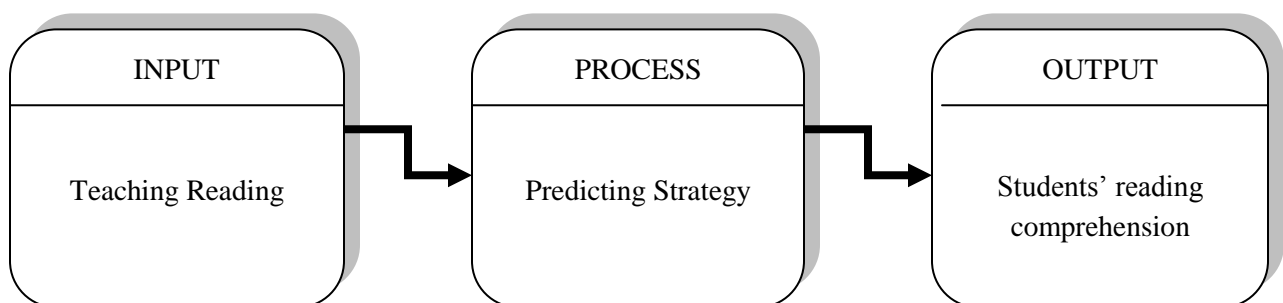 INPUT
Teaching Reading
PROCESS
Predicting Strategy
OUTPUT
Students’ reading
comprehension